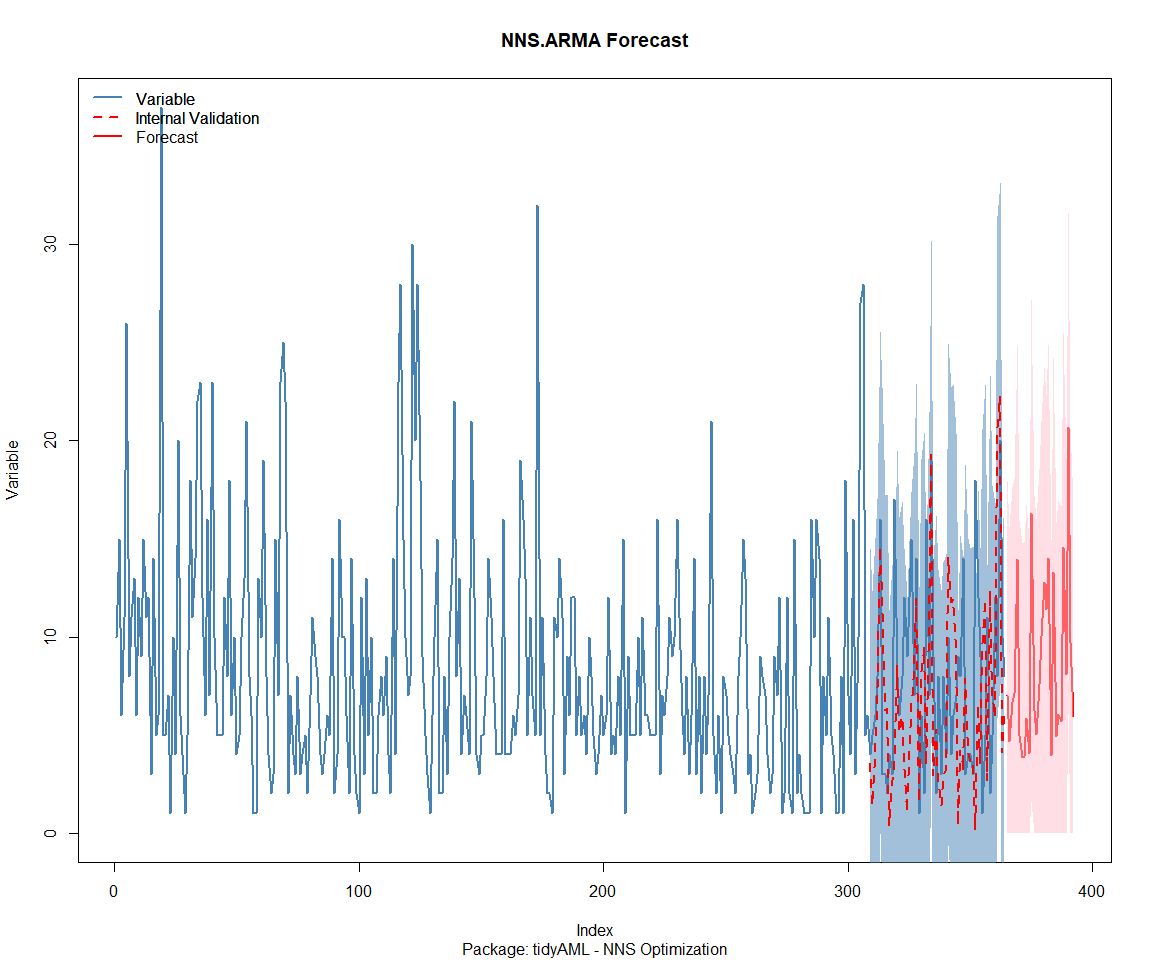 NNS.ARMA Forecast
Variable
Internal Validation
Forecast
Variable
30
20
10
0
0
100
200
300
400
Index
Package: tidyAML - NNS Optimization